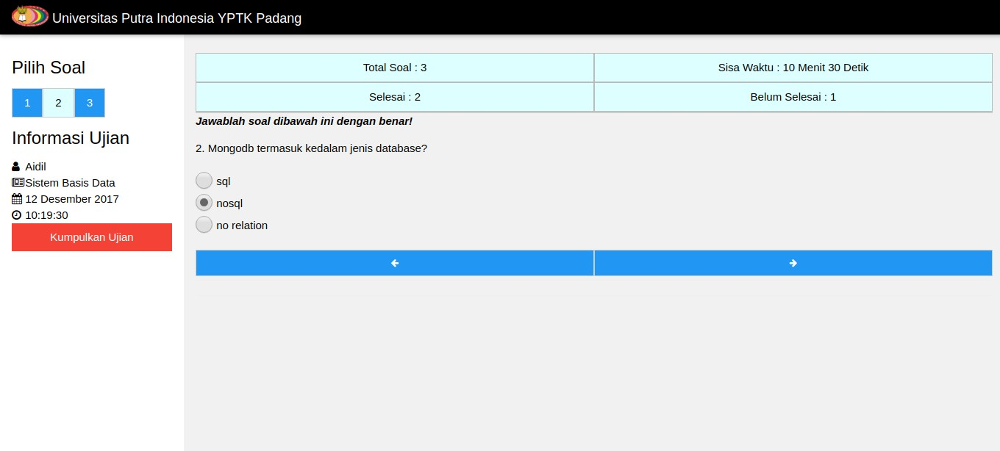 Universitas Putra Indonesia YPTK Padang
Pilih Soal
1 2 3
Informasi Ujian
Aidil
Sistem Basis Data
12 Desember 2017
10:19:30
Kumpulkan Ujian
Total Soal : 3
Sisa Waktu : 10 Menit 30 Detik
Selesai : 2
Belum Selesai : 1
Jawablah soal dibawah ini dengan benar!
2. Mongodb termasuk kedalam jenis database?
sql
nosql
no relation